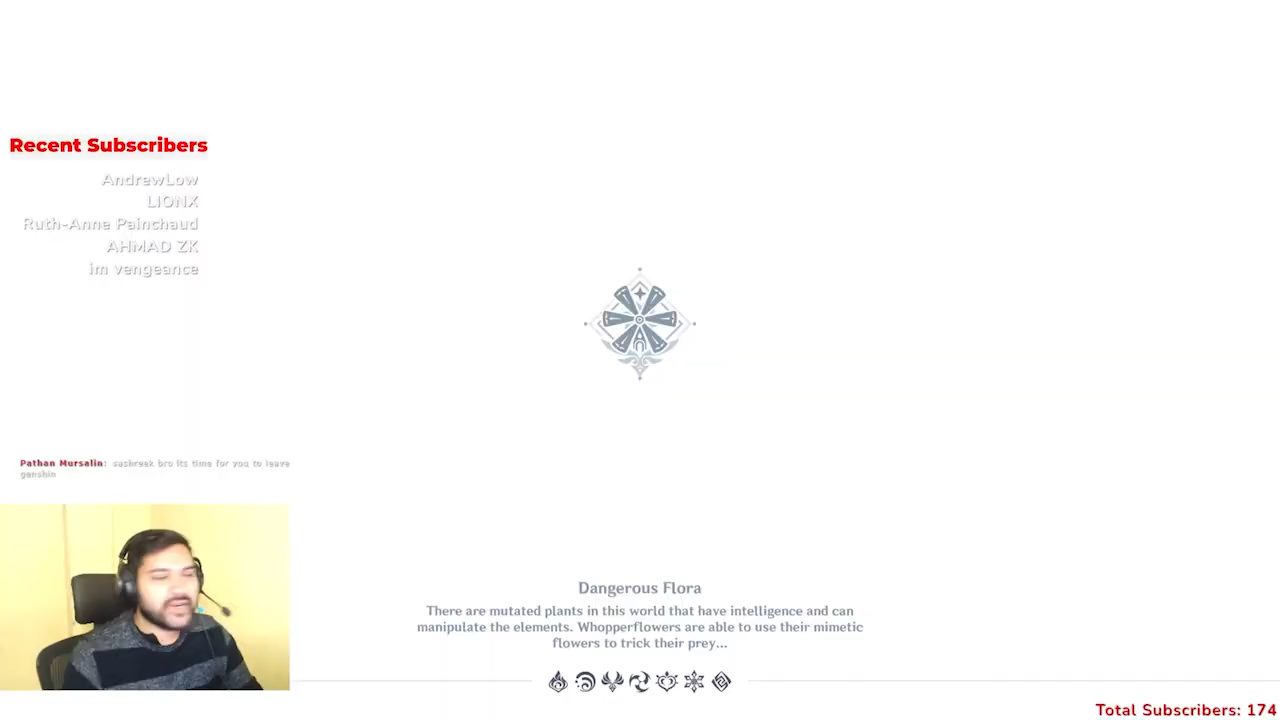 Recent Subscribers
AndrewLow
LIONX
Ruth-Anne Painchaud
AHMAD ZK
im vengeance
Pathan Mursalin: sashreek bro its time for you to leave
genshin
Dangerous Flora
There are mutated plants in this world that have intelligence and can
manipulate the elements. Whopperflowers are able to use their mimetic
flowers to trick their prey...
Total Subscribers: 174